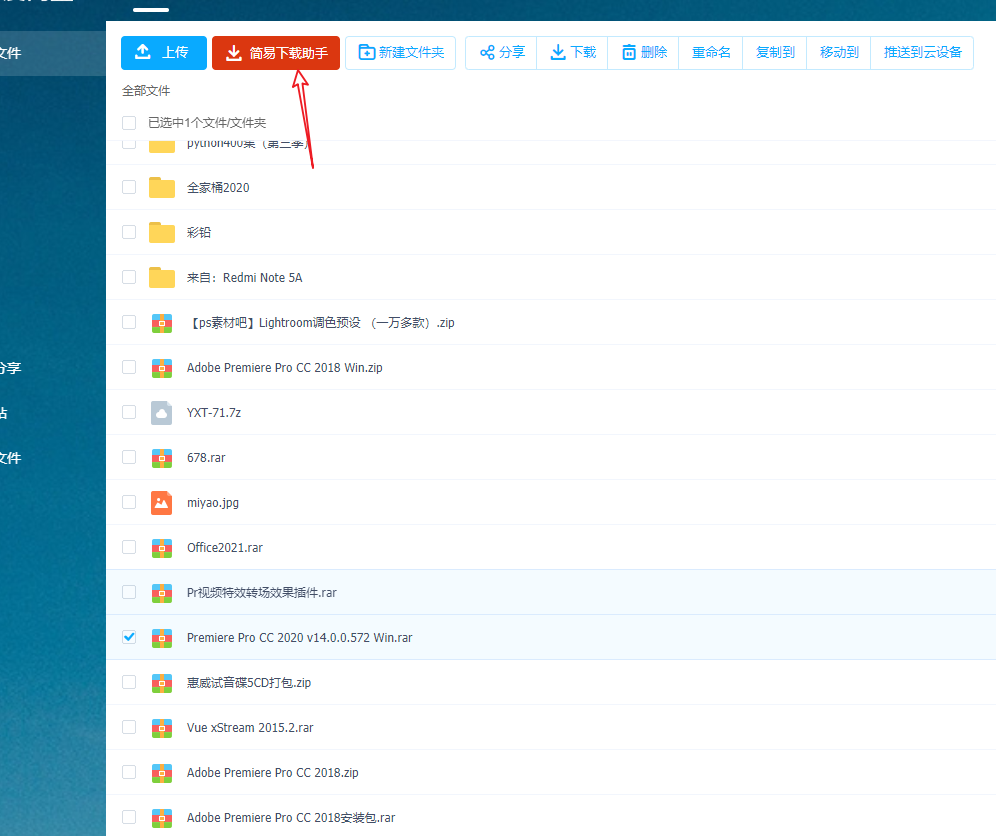 文件
上传 简易下载助手 新建文件夹 分享 下载 删除 重命名 复制到 移动到 推送到云设备
全部文件
已选中1个文件/文件夹
python400集（第三季）
全家桶2020
彩铅
来自：Redmi Note 5A
【ps素材吧】Lightroom调色预设 （一万多款）.zip
分享
Adobe Premiere Pro CC 2018 Win.zip
站
YXT-71.7z
文件
678.rar
miyao.jpg
Office2021.rar
Pr视频特效转场效果插件.rar
Premiere Pro CC 2020 v14.0.0.572 Win.rar
惠威试音碟5CD打包.zip
Vue xStream 2015.2.rar
Adobe Premiere Pro CC 2018.zip
Adobe Premiere Pro CC 2018安装包.rar